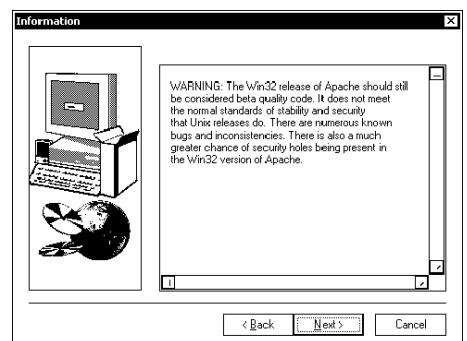 Information
WARNING: The Win32 release of Apache should still
be considered beta quality code. It does not meet
the normal standards of stability and security
that Unix releases do. There are numerous known
bugs and inconsistencies. There is also a much
greater chance of security holes being present in
the Win32 version of Apache.
< Back Next > Cancel